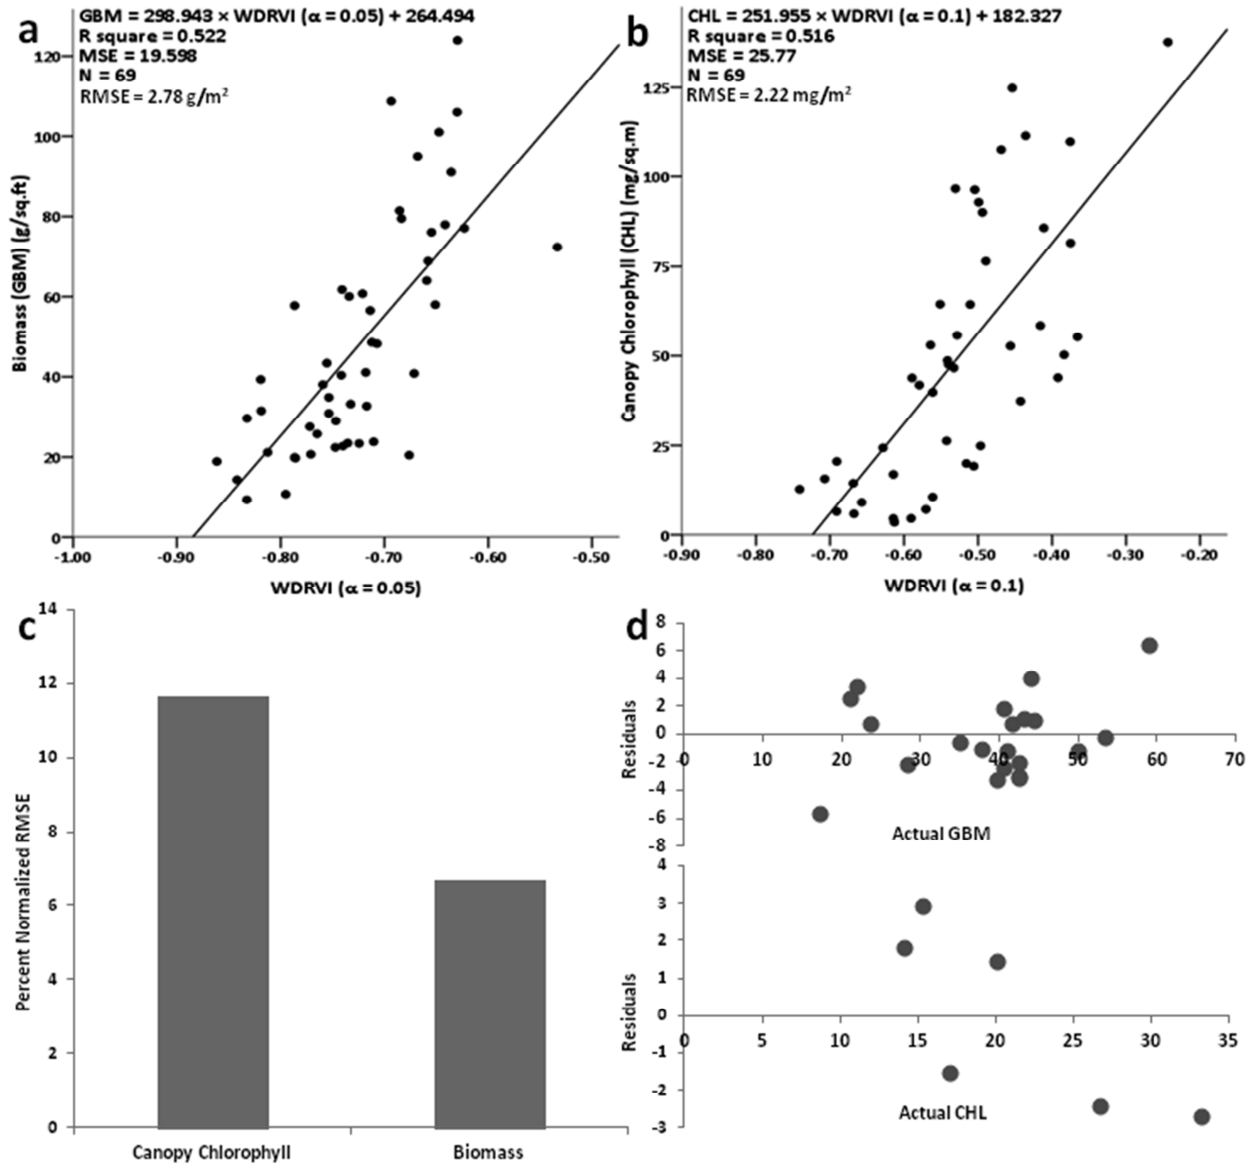 a
GBM = 298.943 × WDRVI (α = 0.05) + 264.494
R square = 0.522
MSE = 19.598
N = 69
RMSE = 2.78 g/m²
120
100
80
60
40
20
0
Biomass (GBM) (g/sq.ft)
-1.00 -0.90 -0.80 -0.70 -0.60 -0.50
WDRVI (α = 0.05)
b
CHL = 251.955 × WDRVI (α = 0.1) + 182.327
R square = 0.516
MSE = 25.77
N = 69
RMSE = 2.22 mg/m²
125
100
75
50
25
0
Canopy Chlorophyll (CHL) (mg/sq.m)
-0.90 -0.80 -0.70 -0.60 -0.50 -0.40 -0.30 -0.20
WDRVI (α = 0.1)
c
14
12
10
8
6
4
2
0
Percent Normalized RMSE
Canopy Chlorophyll Biomass
d
8
6
4
2
0
-2
-4
-6
-8
Residuals
0 10 20 30 40 50 60 70
Actual GBM
4
3
2
1
0
-1
-2
-3
Residuals
0 5 10 15 20 25 30 35
Actual CHL